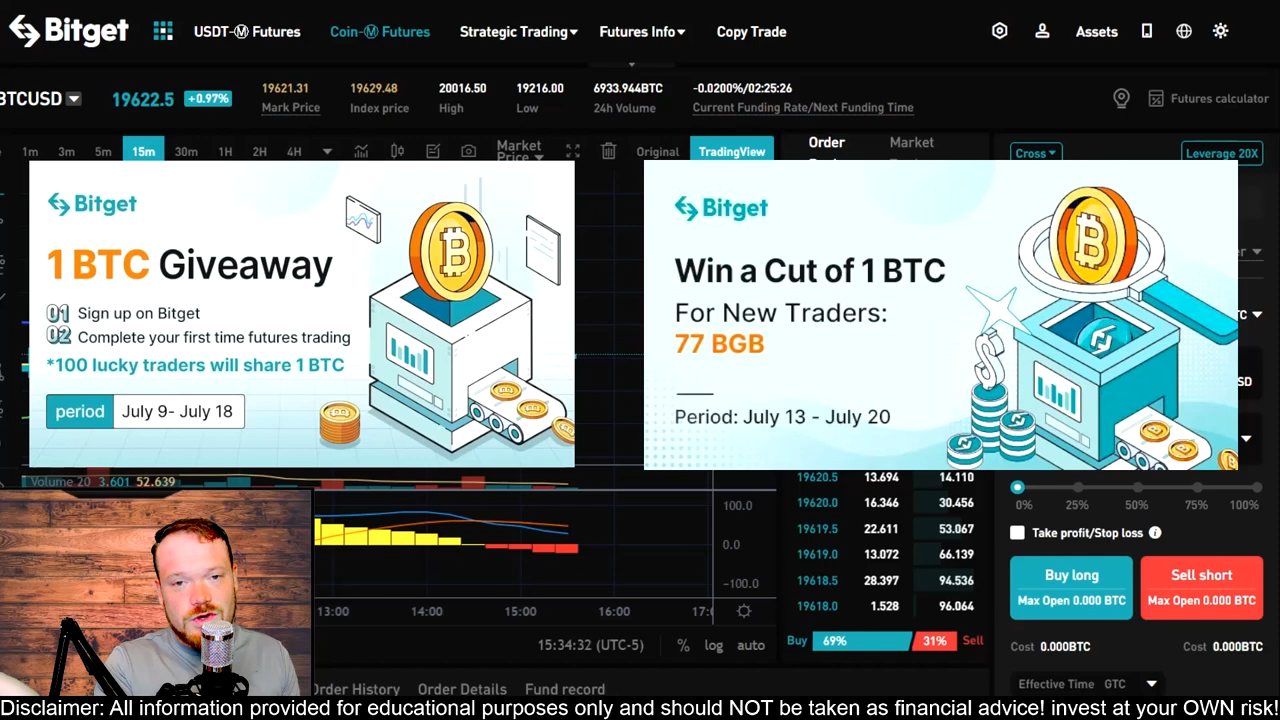 Bitget
USDT-Ⓜ Futures
Coin-Ⓜ Futures
Strategic Trading
Futures Info
Copy Trade
Assets
BTCUSD
19622.5
+0.97%
19621.31
Mark Price
19629.48
Index price
20016.50
High
19216.00
Low
6933.944BTC
24h Volume
-0.0200%/02:25:26
Current Funding Rate/Next Funding Time
Futures calculator
1m 3m 5m 15m 30m 1H 2H 4H
Market
Price
Original
TradingView
Order
Market
Cross
Leverage 20X
Bitget
1 BTC Giveaway
01 Sign up on Bitget
02 Complete your first time futures trading
*100 lucky traders will share 1 BTC
period July 9- July 18
Bitget
Win a Cut of 1 BTC
For New Traders:
77 BGB
Period: July 13 - July 20
Volume 20 3.601 52.639
100.0
0.0
-100.00
13:00 14:00 15:00 16:00 17:
15:34:32 (UTC-5) % log auto
Order History Order Details Fund record
19620.5 13.694 14.110
19620.0 16.346 30.456
19619.5 22.611 53.067
19619.0 13.072 66.139
19618.5 28.397 94.536
19618.0 1.528 96.064
Buy 69% 31% Sell
0% 25% 50% 75% 100%
Take profit/Stop loss
Buy long
Max Open 0.000 BTC
Sell short
Max Open 0.000 BTC
Cost 0.000BTC
Cost 0.000BTC
Effective Time GTC
Disclaimer: All information provided for educational purposes only and should NOT be taken as financial advice! invest at your OWN risk!